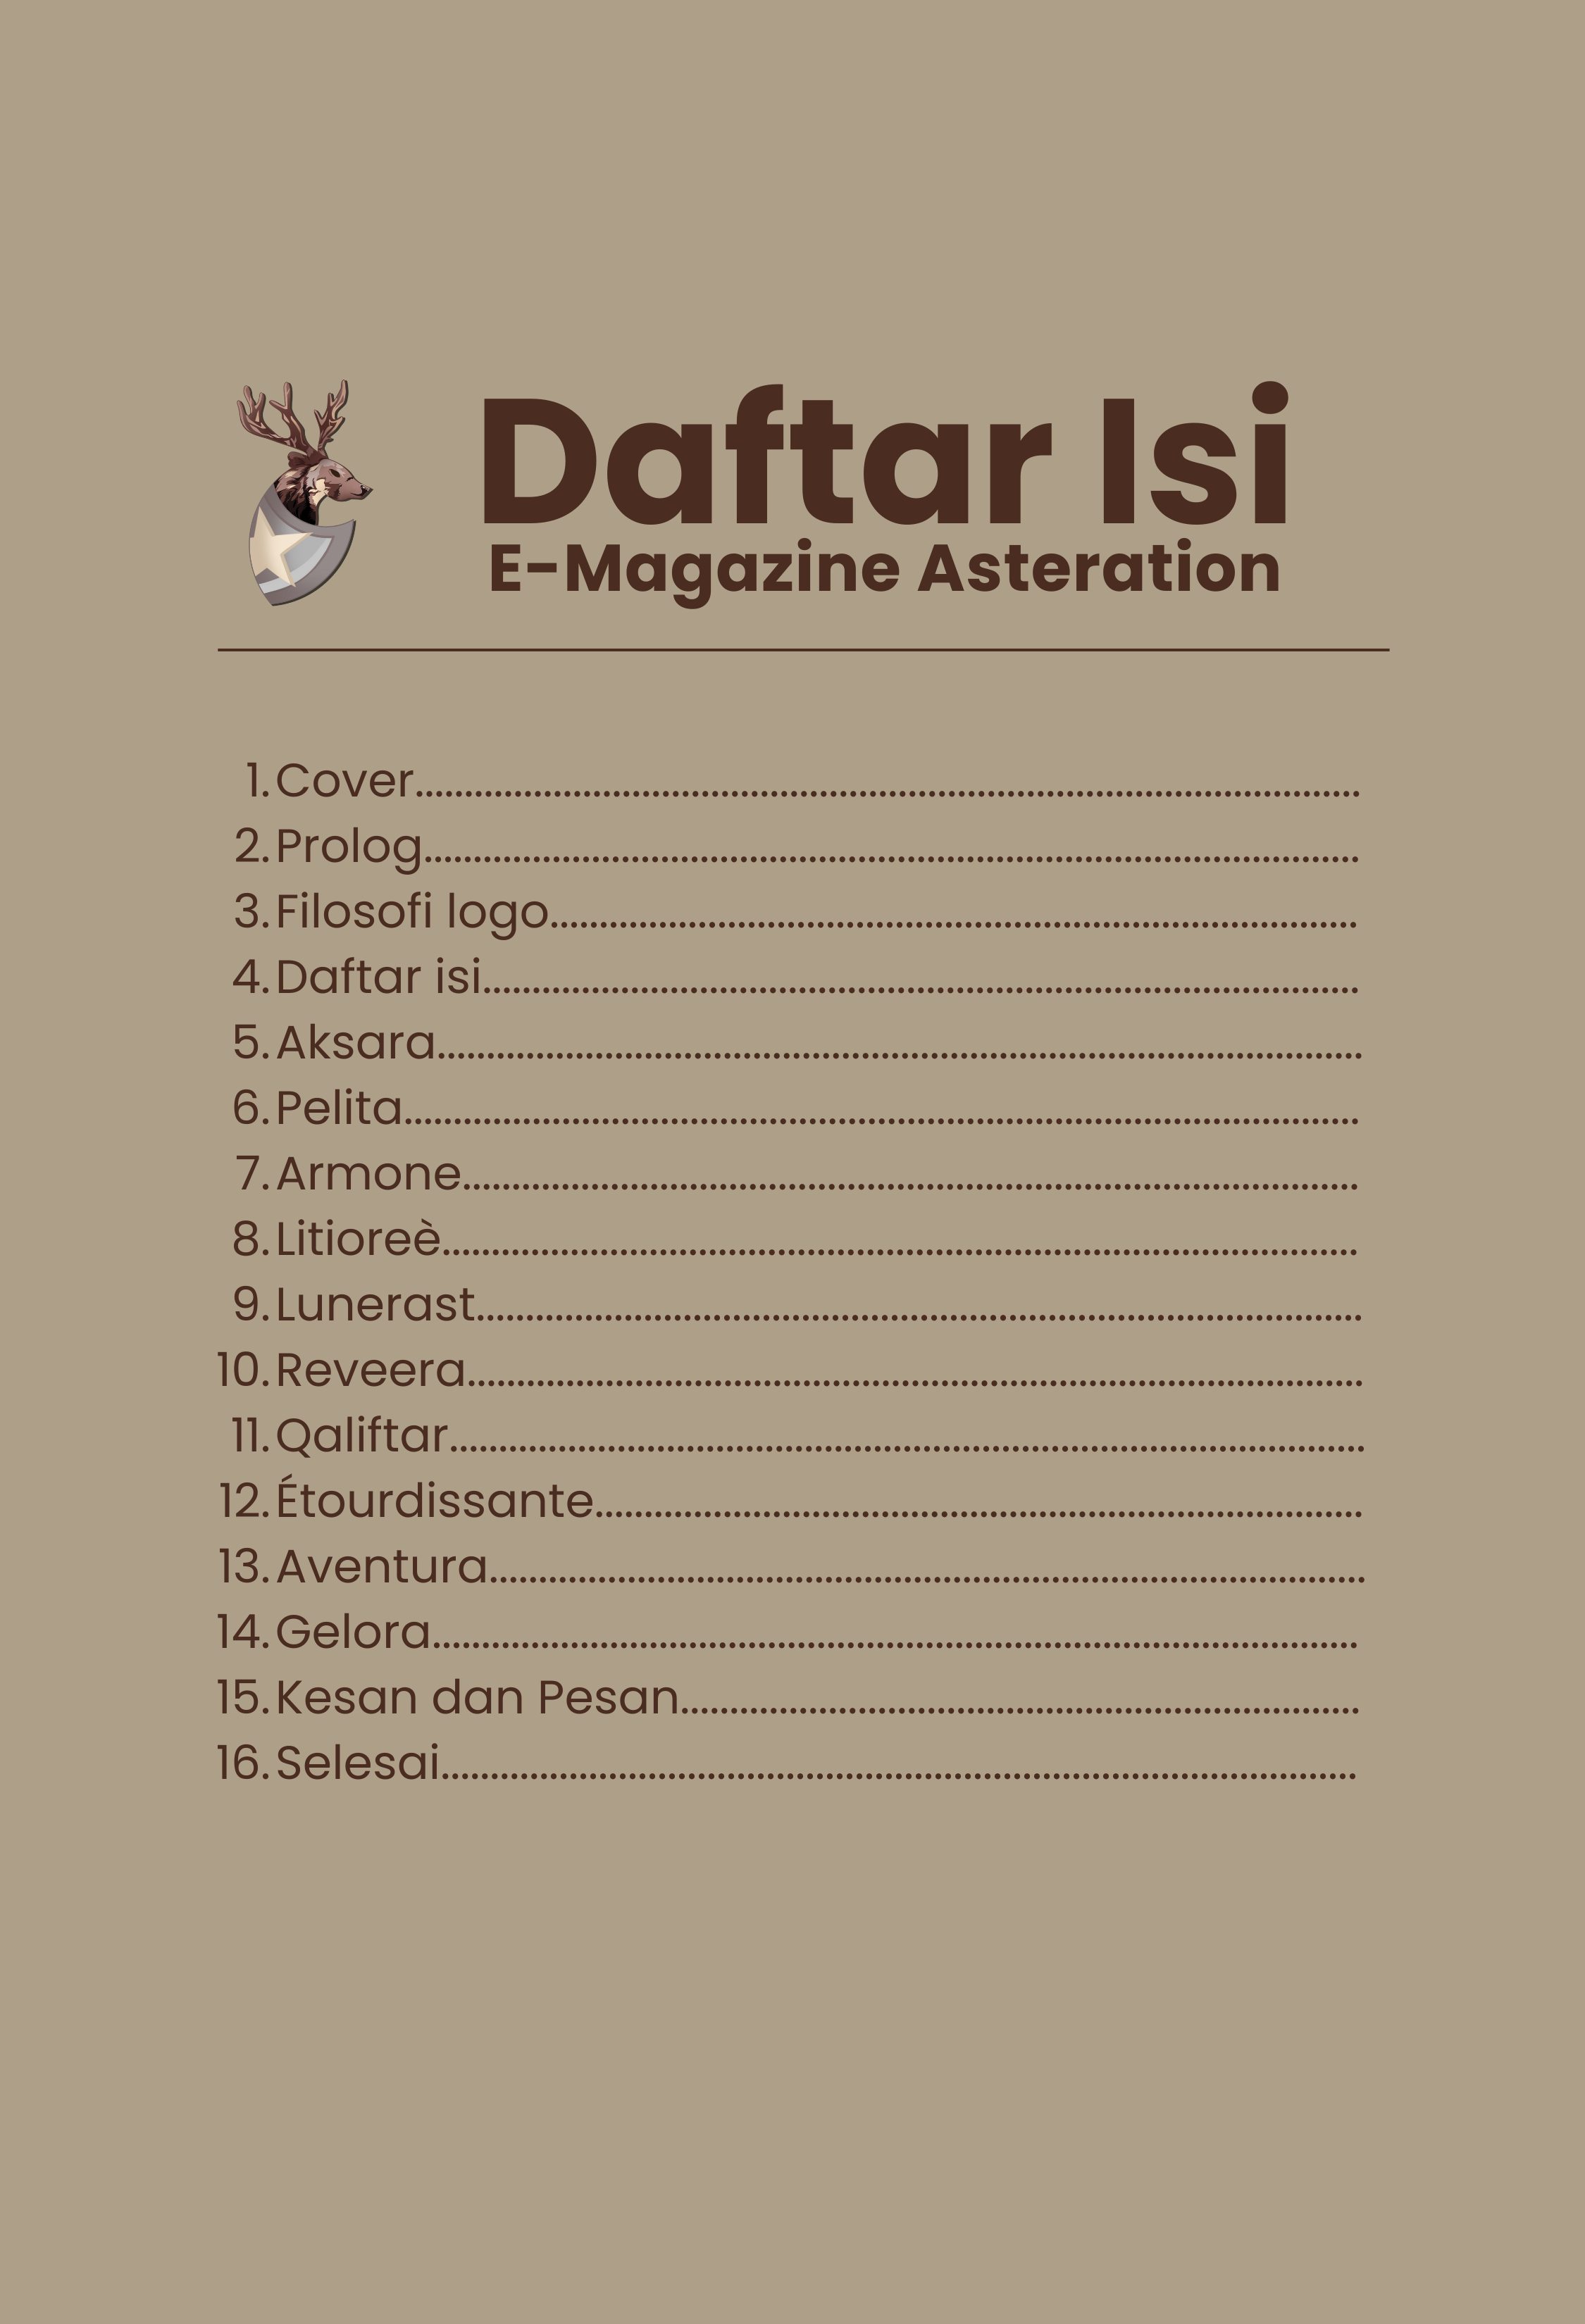 Daftar Isi
E-Magazine Asteration
1. Cover................................................................................................
2. Prolog...............................................................................................
3. Filosofi logo..................................................................................
4. Daftar isi.........................................................................................
5. Aksara..............................................................................................
6. Pelita.................................................................................................
7. Armone...........................................................................................
8. Litioreè.............................................................................................
9. Lunerast..........................................................................................
10. Reveera...........................................................................................
11. Qaliftar.............................................................................................
12. Étourdissante..............................................................................
13. Aventura.........................................................................................
14. Gelora..............................................................................................
15. Kesan dan Pesan.....................................................................
16. Selesai.............................................................................................